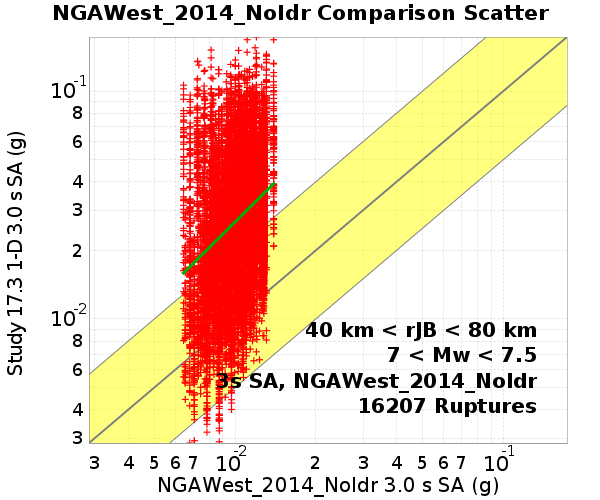 NGAWest_2014_NoIdr Comparison Scatter
Study 17.3 1-D 3.0 s SA (g)
10-1
8
6
4
3
2
10-2
8
6
4
3
40 km < rJB < 80 km
7 < Mw < 7.5
3s SA, NGAWest_2014_NoIdr
16207 Ruptures
3 4 5 6 7 10-2 2 3 4 5 6 7 10-1
NGAWest_2014_NoIdr 3.0 s SA (g)